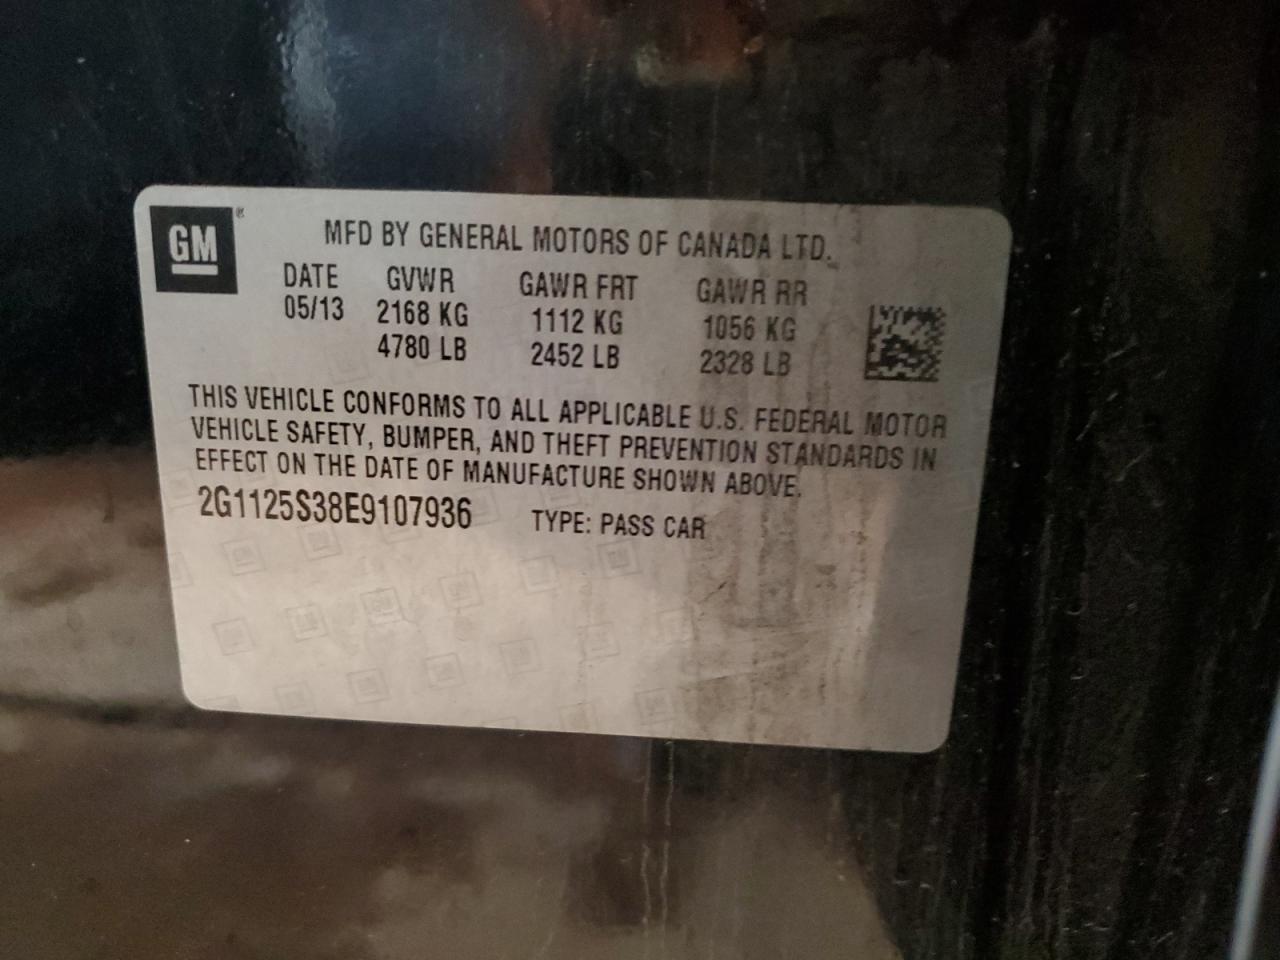 GM®
MFD BY GENERAL MOTORS OF CANADA LTD.
DATE GVWR GAWR FRT GAWR RR
05/13 2168 KG 1112 KG 1056 KG
4780 LB 2452 LB 2328 LB
THIS VEHICLE CONFORMS TO ALL APPLICABLE U.S. FEDERAL MOTOR
VEHICLE SAFETY, BUMPER, AND THEFT PREVENTION STANDARDS IN
EFFECT ON THE DATE OF MANUFACTURE SHOWN ABOVE.
2G1125S38E9107936 TYPE: PASS CAR